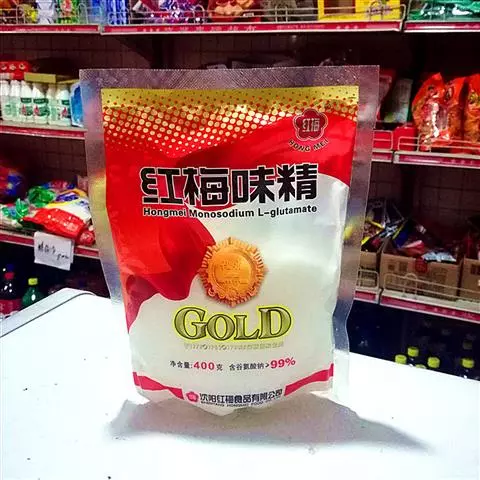 红梅
HONG MEI
红梅味精
Hongmei Monosodium L-glutamate
GOLD
净含量:400克 含谷氨酸钠>99%
沈阳红梅食品有限公司